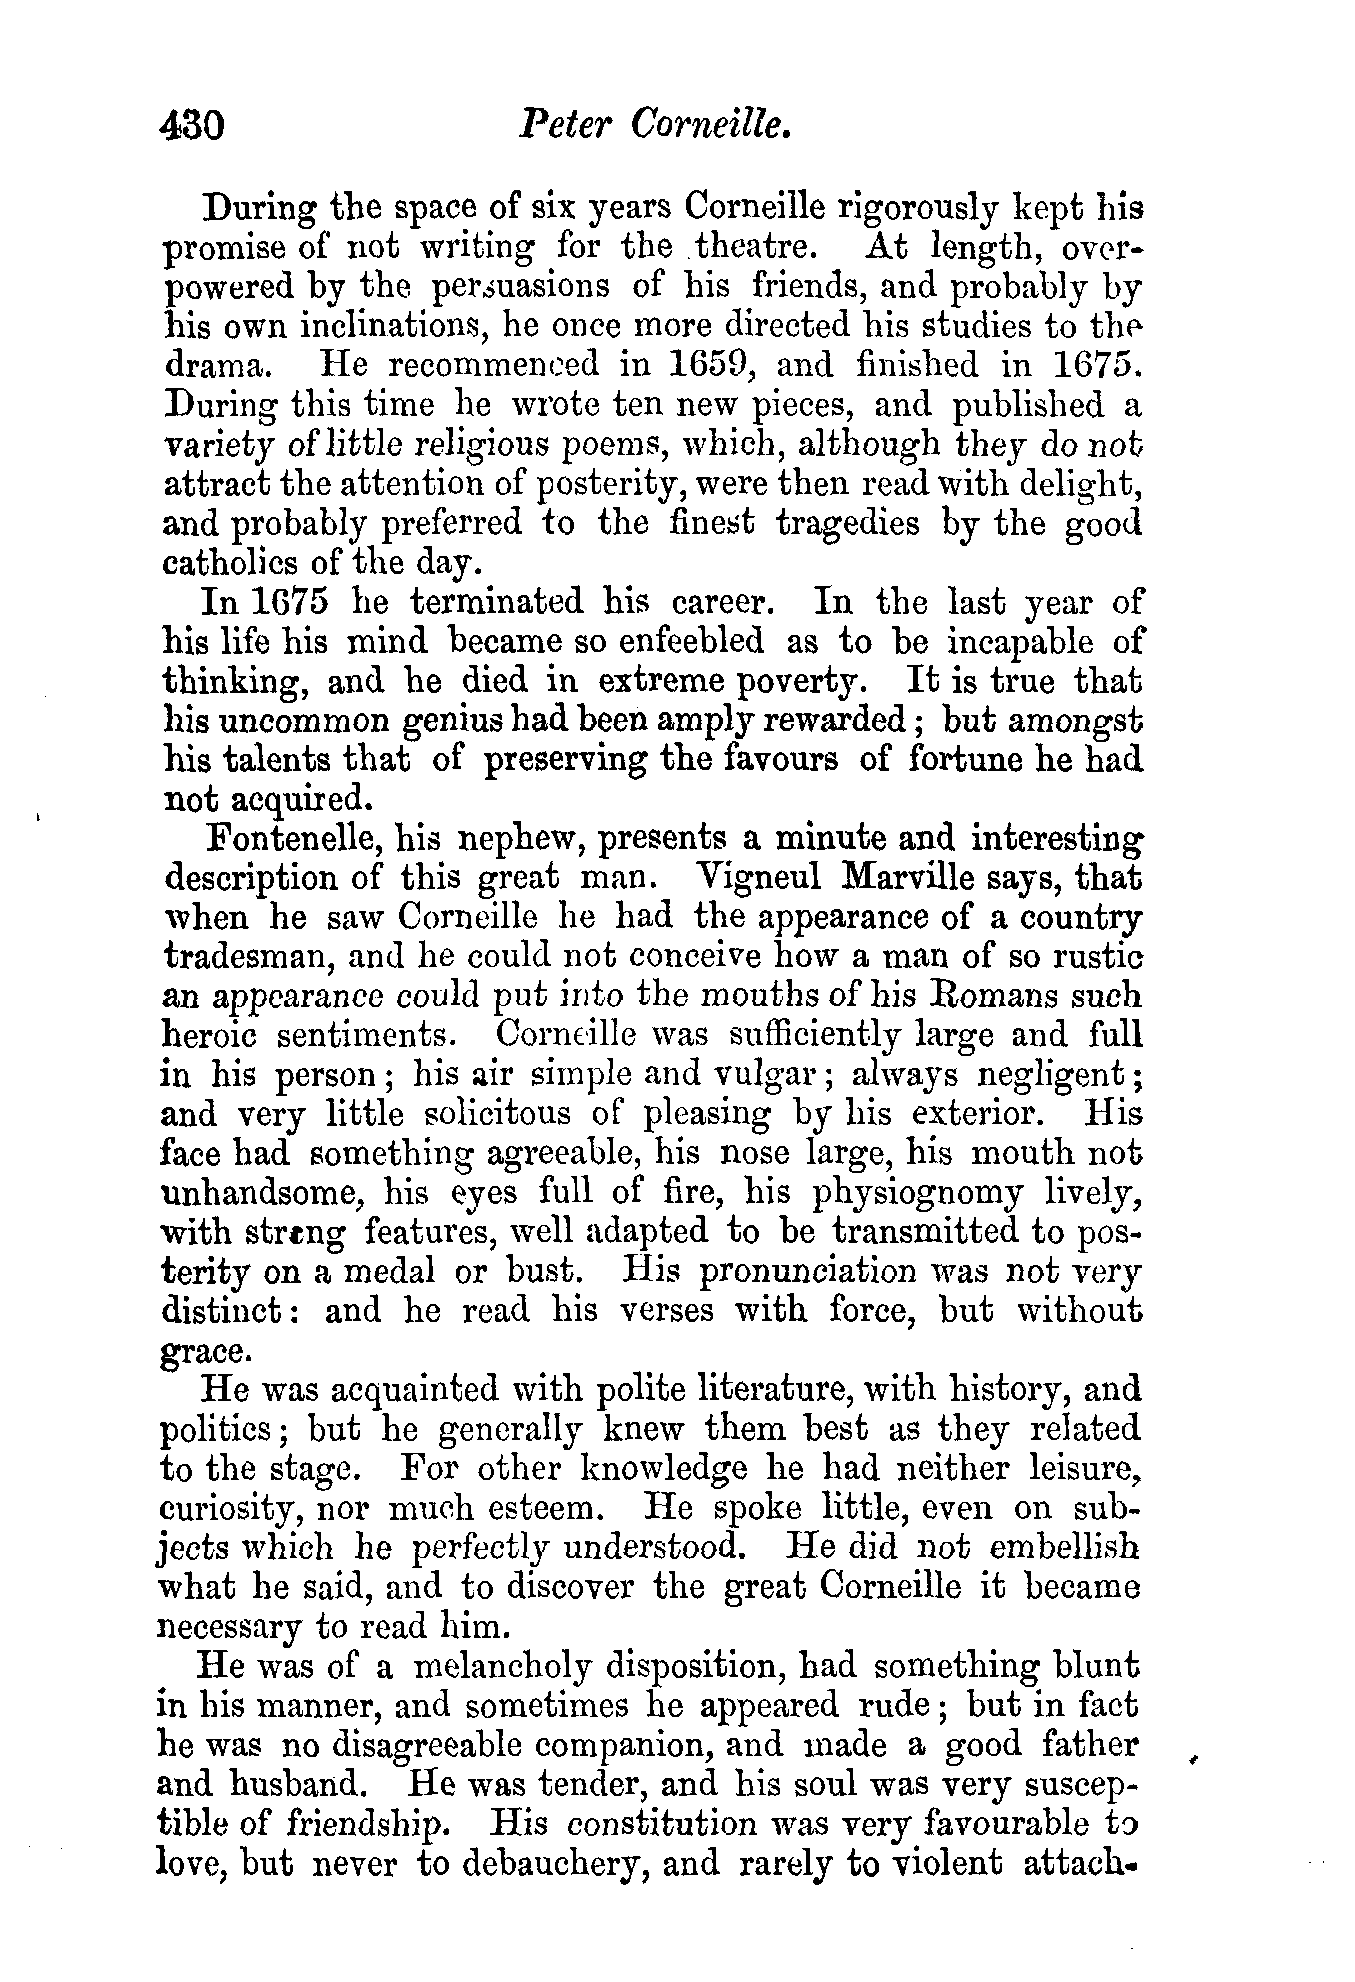 430 Peter Corneille.
During the space of six years Corneille rigorously kept his
promise of not writing for the theatre. At length, over-
powered by the persuasions of his friends, and probably by
his own inclinations, he once more directed his studies to the
drama. He recommenced in 1659, and finished in 1675.
During this time he wrote ten new pieces, and published a
variety of little religious poems, which, although they do not
attract the attention of posterity, were then read with delight,
and probably preferred to the finest tragedies by the good
catholics of the day.
In 1675 he terminated his career. In the last year of
his life his mind became so enfeebled as to be incapable of
thinking, and he died in extreme poverty. It is true that
his uncommon genius had been amply rewarded; but amongst
his talents that of preserving the favours of fortune he had
not acquired.
Fontenelle, his nephew, presents a minute and interesting
description of this great man. Vigneul Marville says, that
when he saw Corneille he had the appearance of a country
tradesman, and he could not conceive how a man of so rustic
an appearance could put into the mouths of his Romans such
heroic sentiments. Corneille was sufficiently large and full
in his person; his air simple and vulgar; always negligent;
and very little solicitous of pleasing by his exterior. His
face had something agreeable, his nose large, his mouth not
unhandsome, his eyes full of fire, his physiognomy lively,
with strong features, well adapted to be transmitted to pos-
terity on a medal or bust. His pronunciation was not very
distinct: and he read his verses with force, but without
grace.
He was acquainted with polite literature, with history, and
politics; but he generally knew them best as they related
to the stage. For other knowledge he had neither leisure,
curiosity, nor much esteem. He spoke little, even on sub-
jects which he perfectly understood. He did not embellish
what he said, and to discover the great Corneille it became
necessary to read him.
He was of a melancholy disposition, had something blunt
in his manner, and sometimes he appeared rude; but in fact
he was no disagreeable companion, and made a good father
and husband. He was tender, and his soul was very suscep-
tible of friendship. His constitution was very favourable to
love, but never to debauchery, and rarely to violent attach-